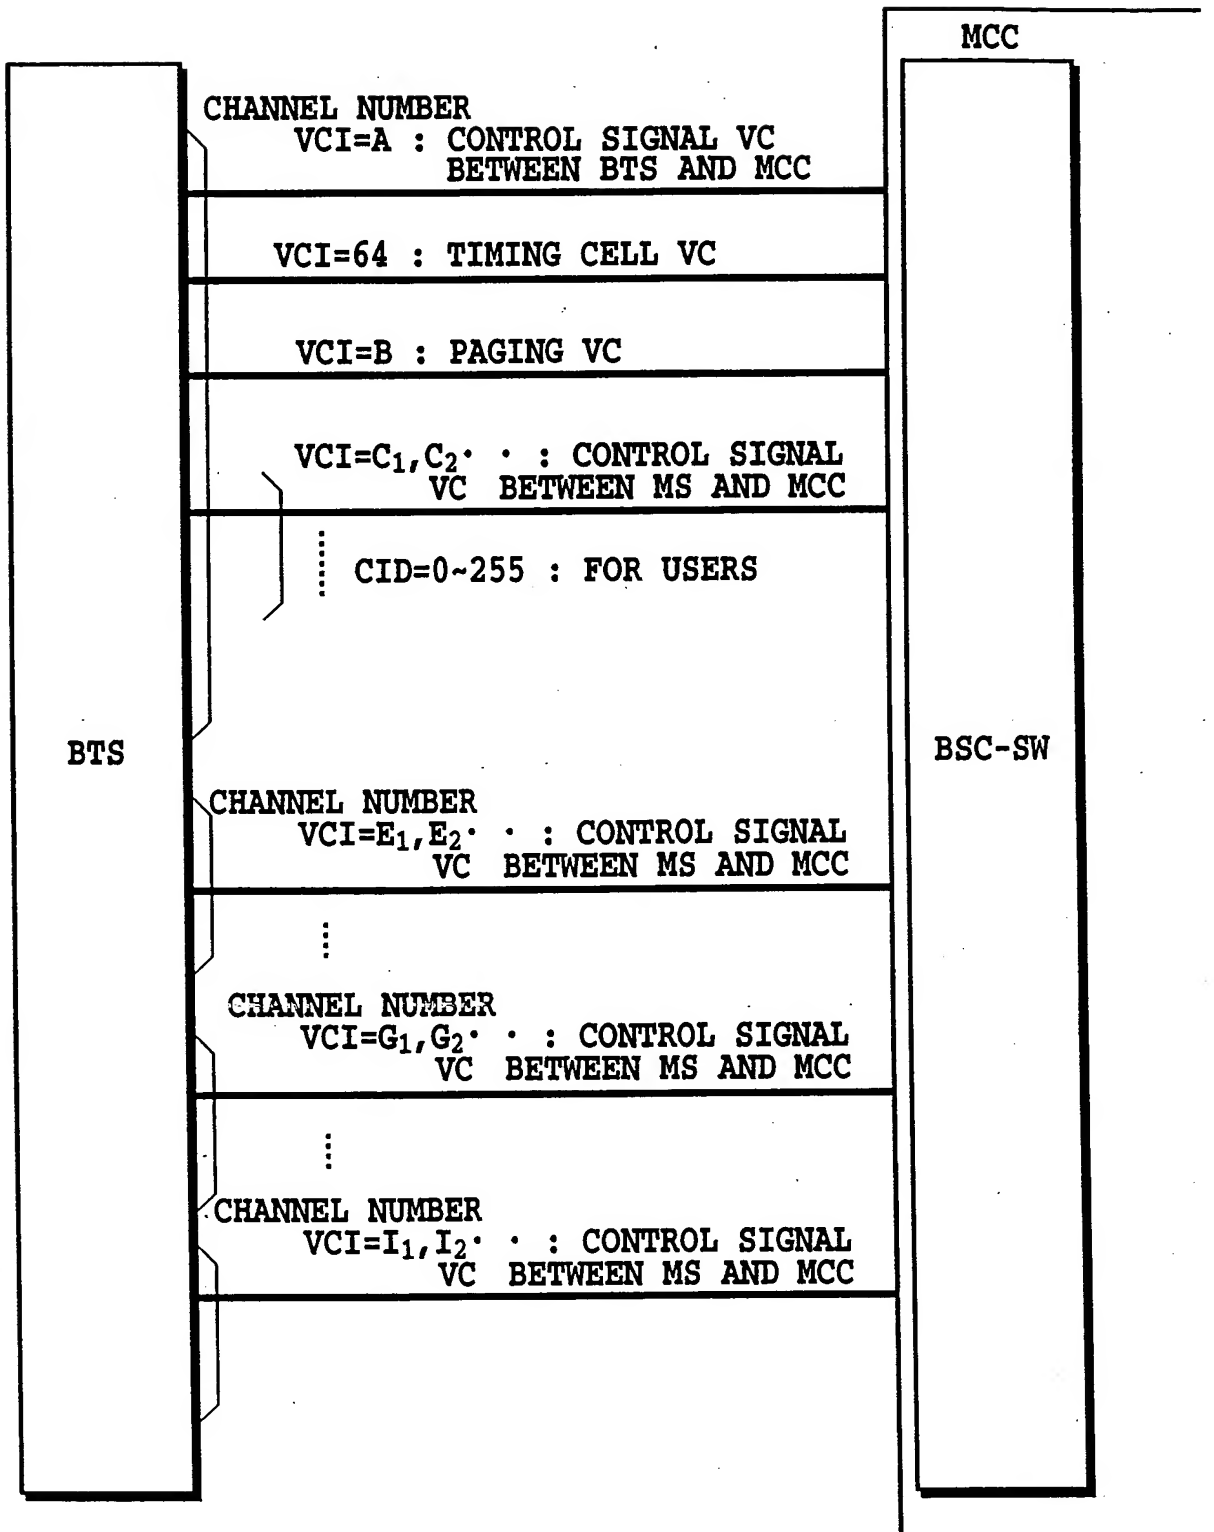 MCC
CHANNEL NUMBER
VCI=A : CONTROL SIGNAL VC
BETWEEN BTS AND MCC
VCI=64 : TIMING CELL VC
VCI=B : PAGING VC
VCI=C₁,C₂・ ・ : CONTROL SIGNAL
VC BETWEEN MS AND MCC
CID=0~255 : FOR USERS
BTS
BSC-SW
CHANNEL NUMBER
VCI=E₁,E₂・ ・ : CONTROL SIGNAL
VC BETWEEN MS AND MCC
CHANNEL NUMBER
VCI=G₁,G₂・ ・ : CONTROL SIGNAL
VC BETWEEN MS AND MCC
CHANNEL NUMBER
VCI=I₁,I₂・ ・ : CONTROL SIGNAL
VC BETWEEN MS AND MCC